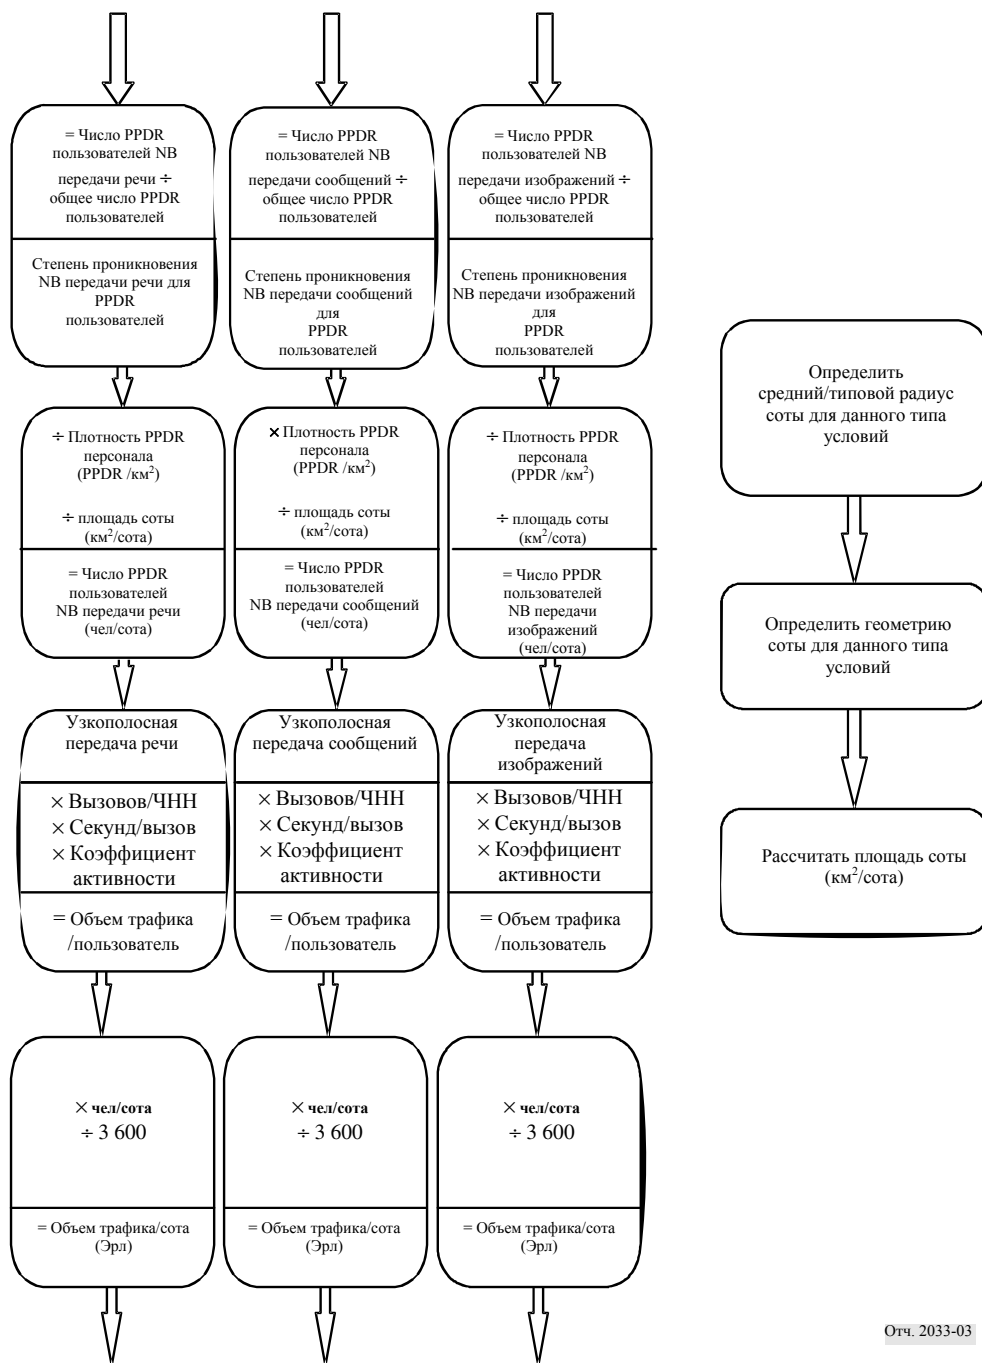 = Число PPDR
пользователей NB
передачи речи ÷
общее число PPDR
пользователей
Степень проникновения
NB передачи речи для
PPDR
пользователей
= Число PPDR
пользователей NB
передачи сообщений ÷
общее число PPDR
пользователей
Степень проникновения
NB передачи сообщений
для
PPDR
пользователей
= Число PPDR
пользователей NB
передачи изображений ÷
общее число PPDR
пользователей
Степень проникновения
NB передачи изображений
для
PPDR
пользователей
÷ Плотность PPDR
персонала
(PPDR /км²)
÷ площадь соты
(км²/сота)
= Число PPDR
пользователей
NB передачи речи
(чел/сота)
× Плотность PPDR
персонала
(PPDR /км²)
÷ площадь соты
(км²/сота)
= Число PPDR
пользователей
NB передачи сообщений
(чел/сота)
÷ Плотность PPDR
персонала
(PPDR /км²)
÷ площадь соты
(км²/сота)
= Число PPDR
пользователей
NB передачи
изображений
(чел/сота)
Узкополосная
передача речи
× Вызовов/ЧНН
× Секунд/вызов
× Коэффициент
активности
= Объем трафика
/пользователь
Узкополосная
передача сообщений
× Вызовов/ЧНН
× Секунд/вызов
× Коэффициент
активности
= Объем трафика
/пользователь
Узкополосная
передача
изображений
× Вызовов/ЧНН
× Секунд/вызов
× Коэффициент
активности
= Объем трафика
/пользователь
× чел/сота
÷ 3 600
= Объем трафика/сота
(Эрл)
× чел/сота
÷ 3 600
= Объем трафика/сота
(Эрл)
× чел/сота
÷ 3 600
= Объем трафика/сота
(Эрл)
Определить
средний/типовой радиус
соты для данного типа
условий
Определить геометрию
соты для данного типа
условий
Рассчитать площадь соты
(км²/сота)
Отч. 2033-03